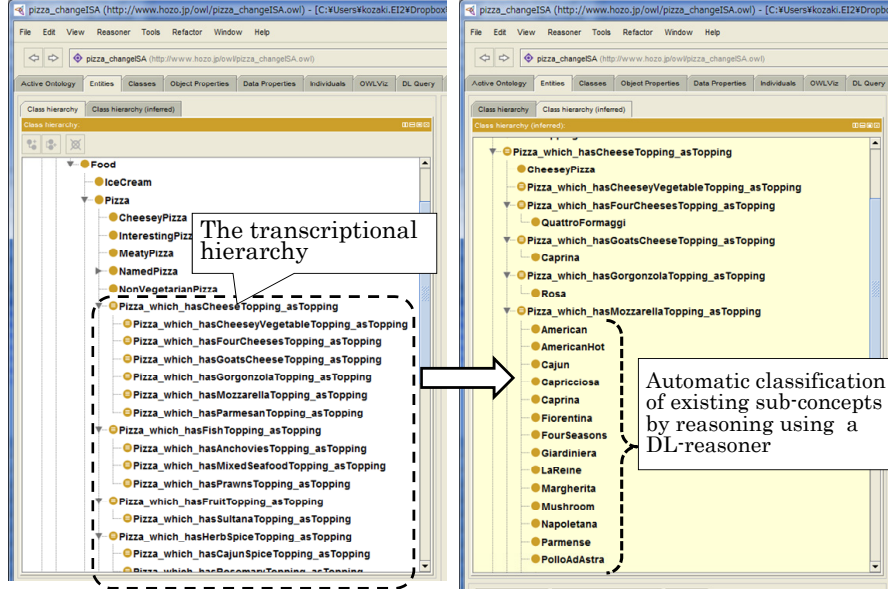 pizza_changeISA (http://www.hozo.jp/owl/pizza_changeISA.owl) - [C:¥Users¥kozaki.EI2¥Dropbox
File Edit View Reasoner Tools Refactor Window Help
pizza_changeISA (http://www.hozo.jp/owl/pizza_changeISA.owl)
Active Ontology Entities Classes Object Properties Data Properties Individuals OWLViz DL Query
Class hierarchy Class hierarchy (inferred)
Class hierarchy:
Food
IceCream
Pizza
CheeseyPizza
InterestingPizz
MeatyPizza
NamedPizza
NonVegetarianPizza
The transcriptional
hierarchy
Pizza_which_hasCheeseTopping_asTopping
Pizza_which_hasCheeseyVegetableTopping_asTopping
Pizza_which_hasFourCheesesTopping_asTopping
Pizza_which_hasGoatsCheeseTopping_asTopping
Pizza_which_hasGorgonzolaTopping_asTopping
Pizza_which_hasMozzarellaTopping_asTopping
Pizza_which_hasParmesanTopping_asTopping
Pizza_which_hasFishTopping_asTopping
Pizza_which_hasAnchoviesTopping_asTopping
Pizza_which_hasMixedSeafoodTopping_asTopping
Pizza_which_hasPrawnsTopping_asTopping
Pizza_which_hasFruitTopping_asTopping
Pizza_which_hasSultanaTopping_asTopping
Pizza_which_hasHerbSpiceTopping_asTopping
Pizza_which_hasCajunSpiceTopping_asTopping
Pizza_which_hasRosemaryTopping_asTopping
pizza_changeISA (http://www.hozo.jp/owl/pizza_changeISA.owl) - [C:¥Users¥kozaki.EI2¥Dropbo
File Edit View Reasoner Tools Refactor Window Help
pizza_changeISA (http://www.hozo.jp/owl/pizza_changeISA.owl)
Active Ontology Entities Classes Object Properties Data Properties Individuals OWLViz DL Query
Class hierarchy Class hierarchy (inferred)
Class hierarchy (inferred):
Pizza_which_hasCheeseTopping_asTopping
CheeseyPizza
Pizza_which_hasCheeseyVegetableTopping_asTopping
Pizza_which_hasFourCheesesTopping_asTopping
QuattroFormaggi
Pizza_which_hasGoatsCheeseTopping_asTopping
Caprina
Pizza_which_hasGorgonzolaTopping_asTopping
Rosa
Pizza_which_hasMozzarellaTopping_asTopping
American
AmericanHot
Cajun
Capricciosa
Caprina
Fiorentina
FourSeasons
Giardiniera
LaReine
Margherita
Mushroom
Napoletana
Parmense
PolloAdAstra
Automatic classification
of existing sub-concepts
by reasoning using a
DL-reasoner